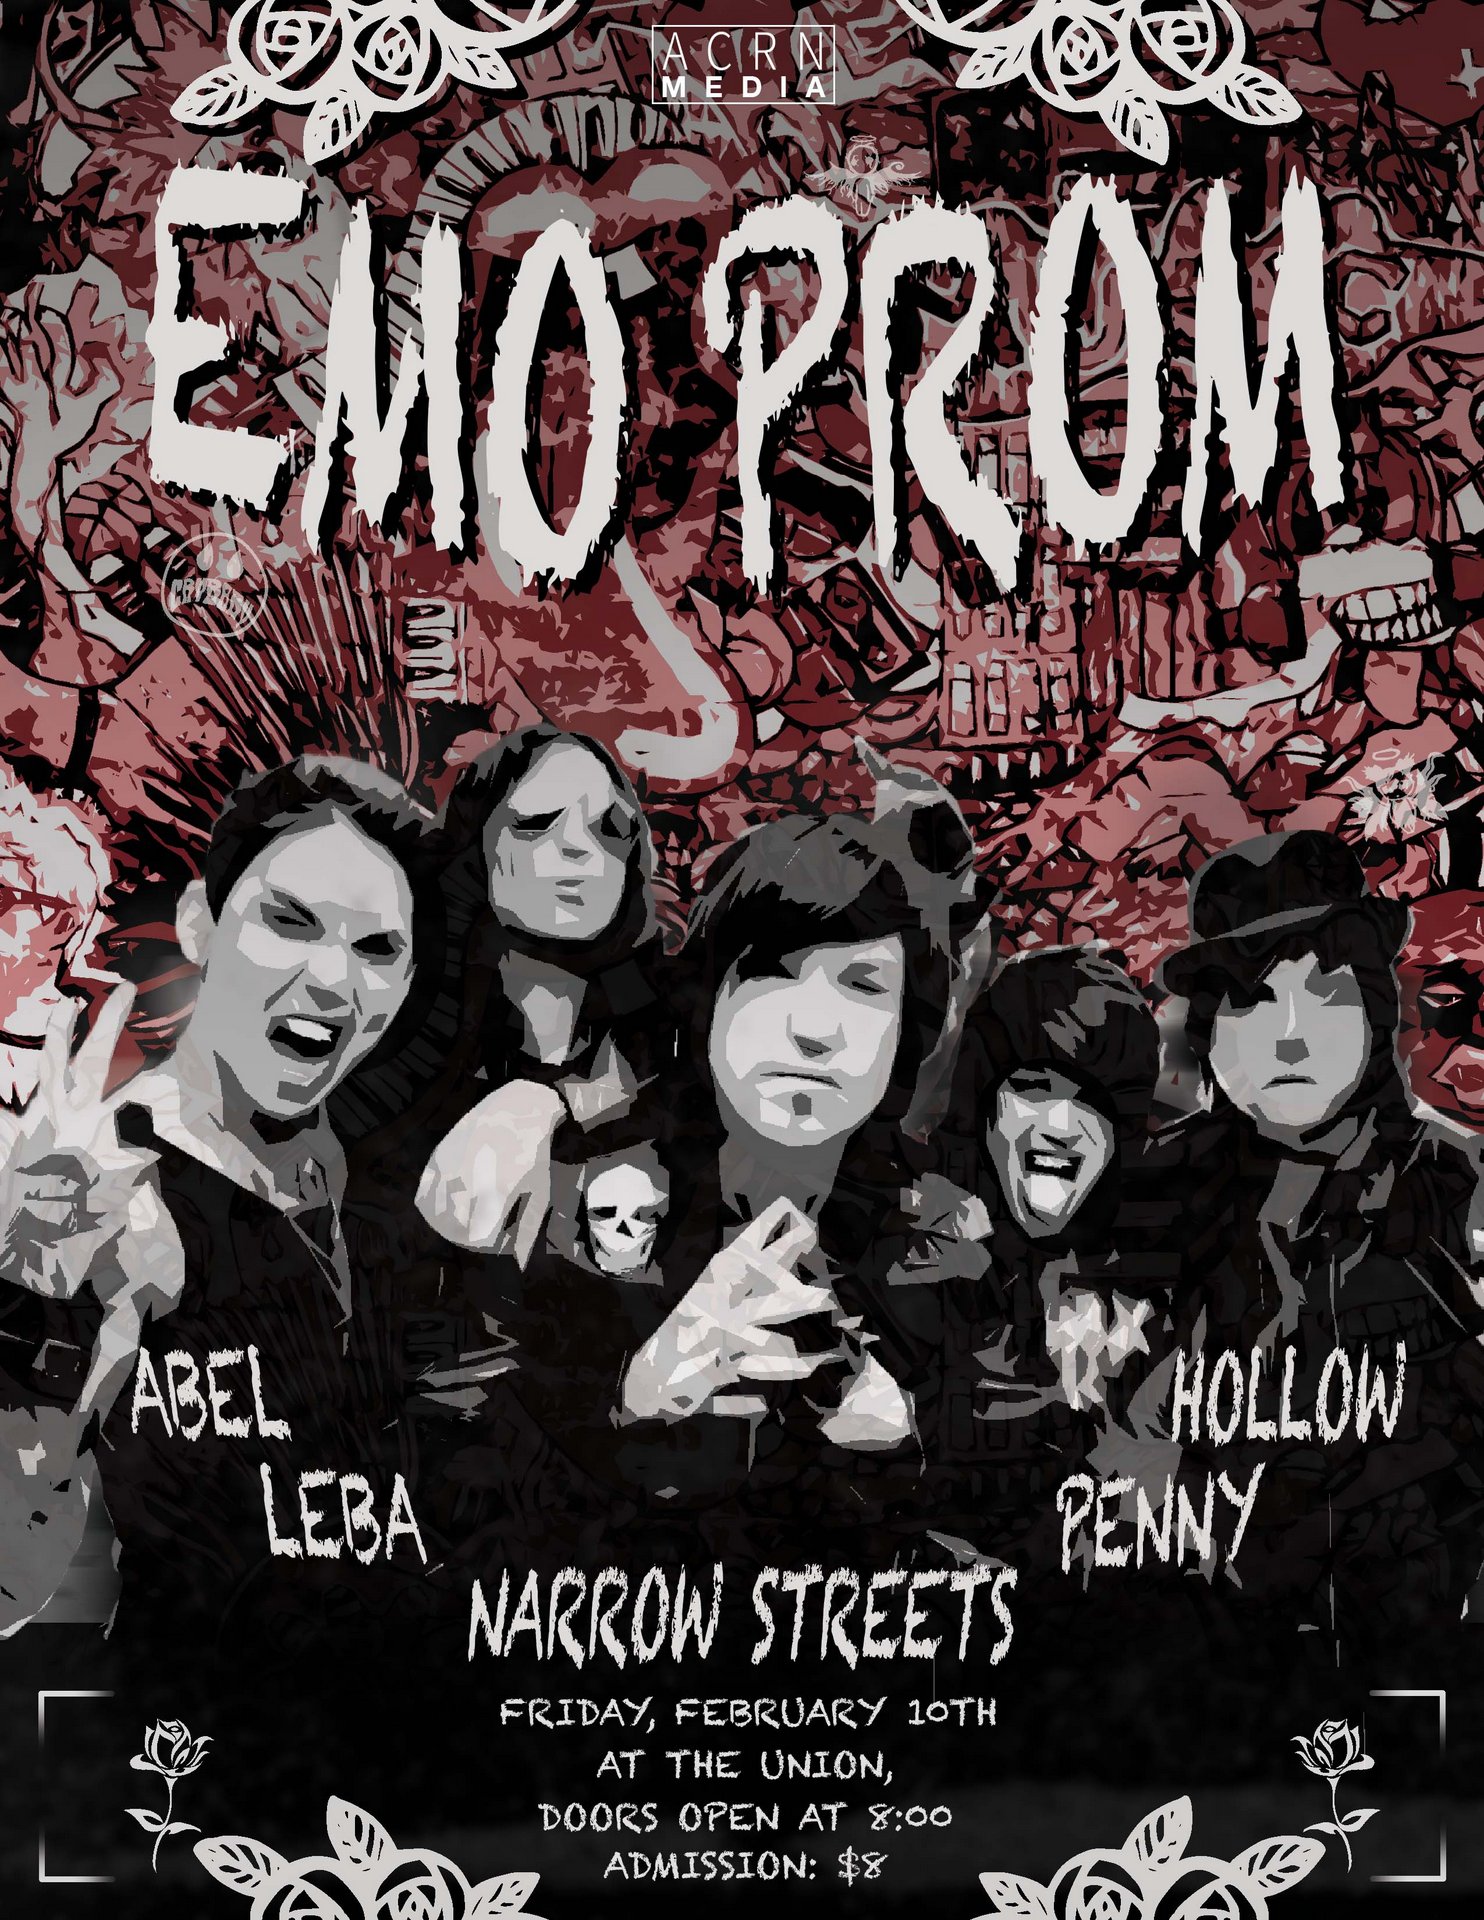 ACRN
MEDIA
EMO PROM
CRYBABY
ABEL
HOLLOW
LEBA
PENNY
NARROW STREETS
FRIDAY, FEBRUARY 10TH
AT THE UNION,
DOORS OPEN AT 8:00
ADMISSION: $8